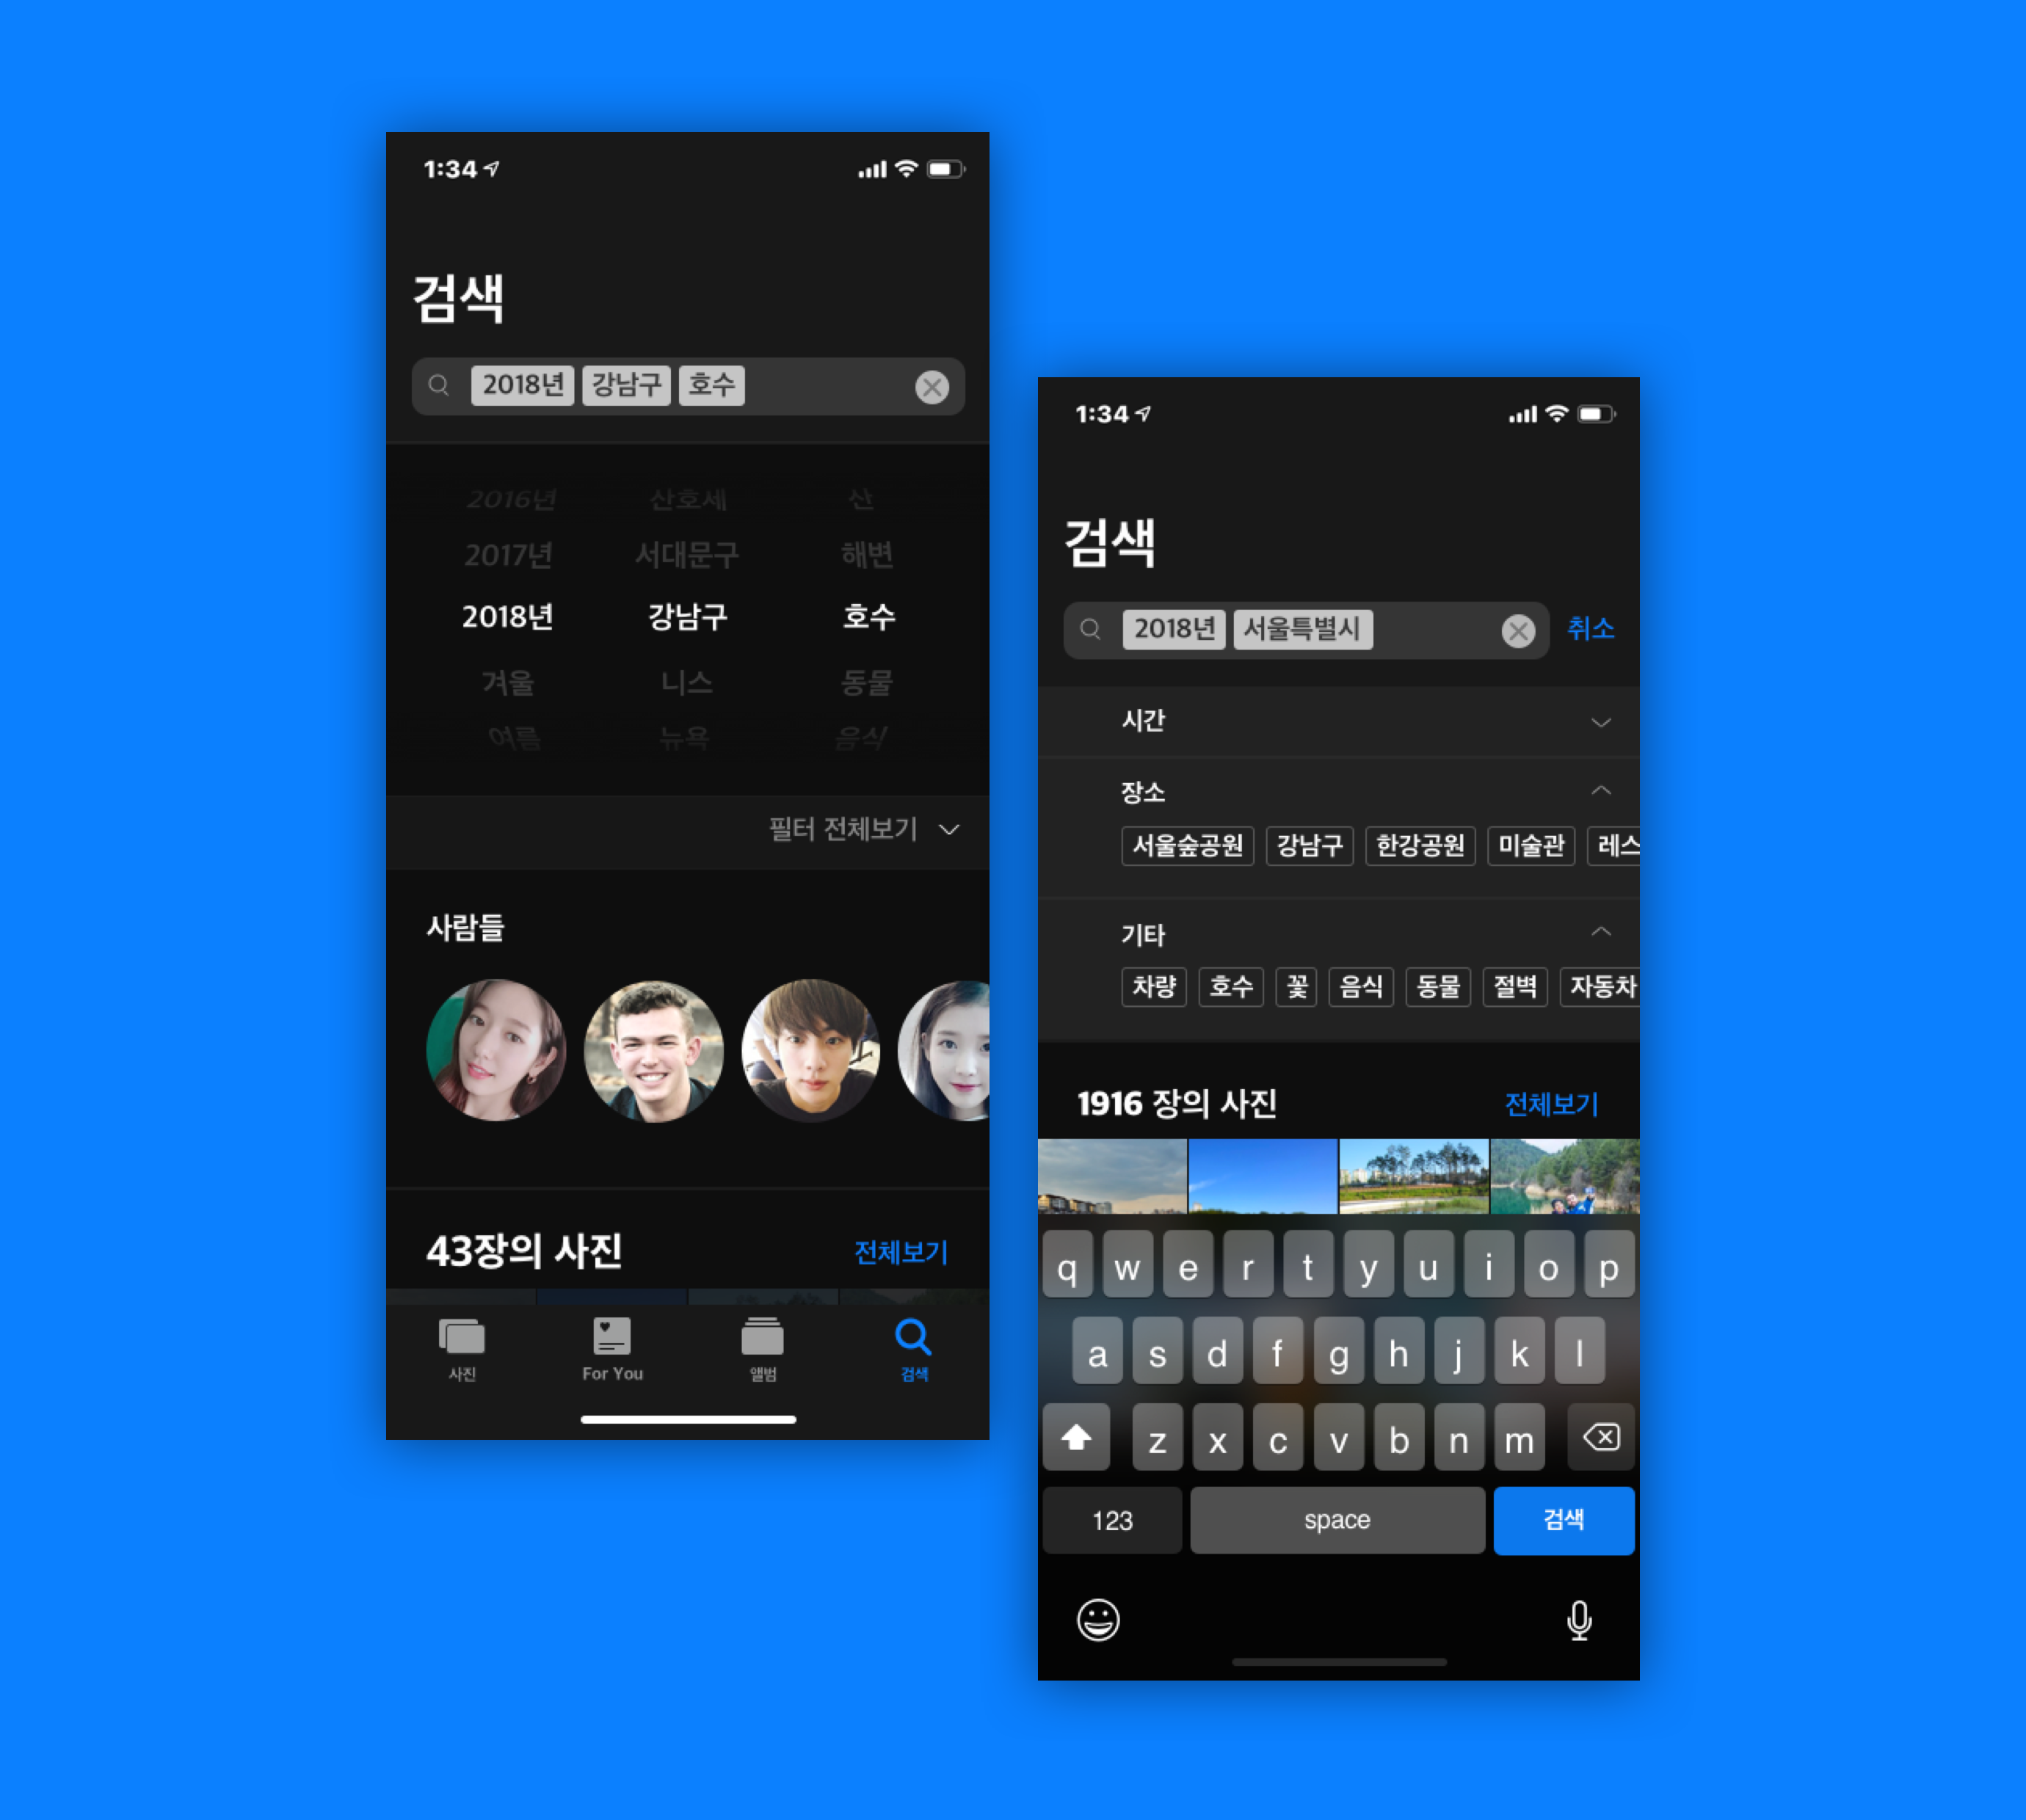 1:34
검색
2018년 강남구 호수
2016년 산호세 산
2017년 서대문구 해변
2018년 강남구 호수
겨울 니스 동물
여름 뉴욕 음식
필터 전체보기
사람들
43장의 사진 전체보기
사진 For You 앨범 검색
1:34
검색
2018년 서울특별시 취소
시간
장소
서울숲공원 강남구 한강공원 미술관 레스
기타
차량 호수 꽃 음식 동물 절벽 자동차
1916 장의 사진 전체보기
q w e r t y u i o p
a s d f g h j k l
z x c v b n m
123 space 검색